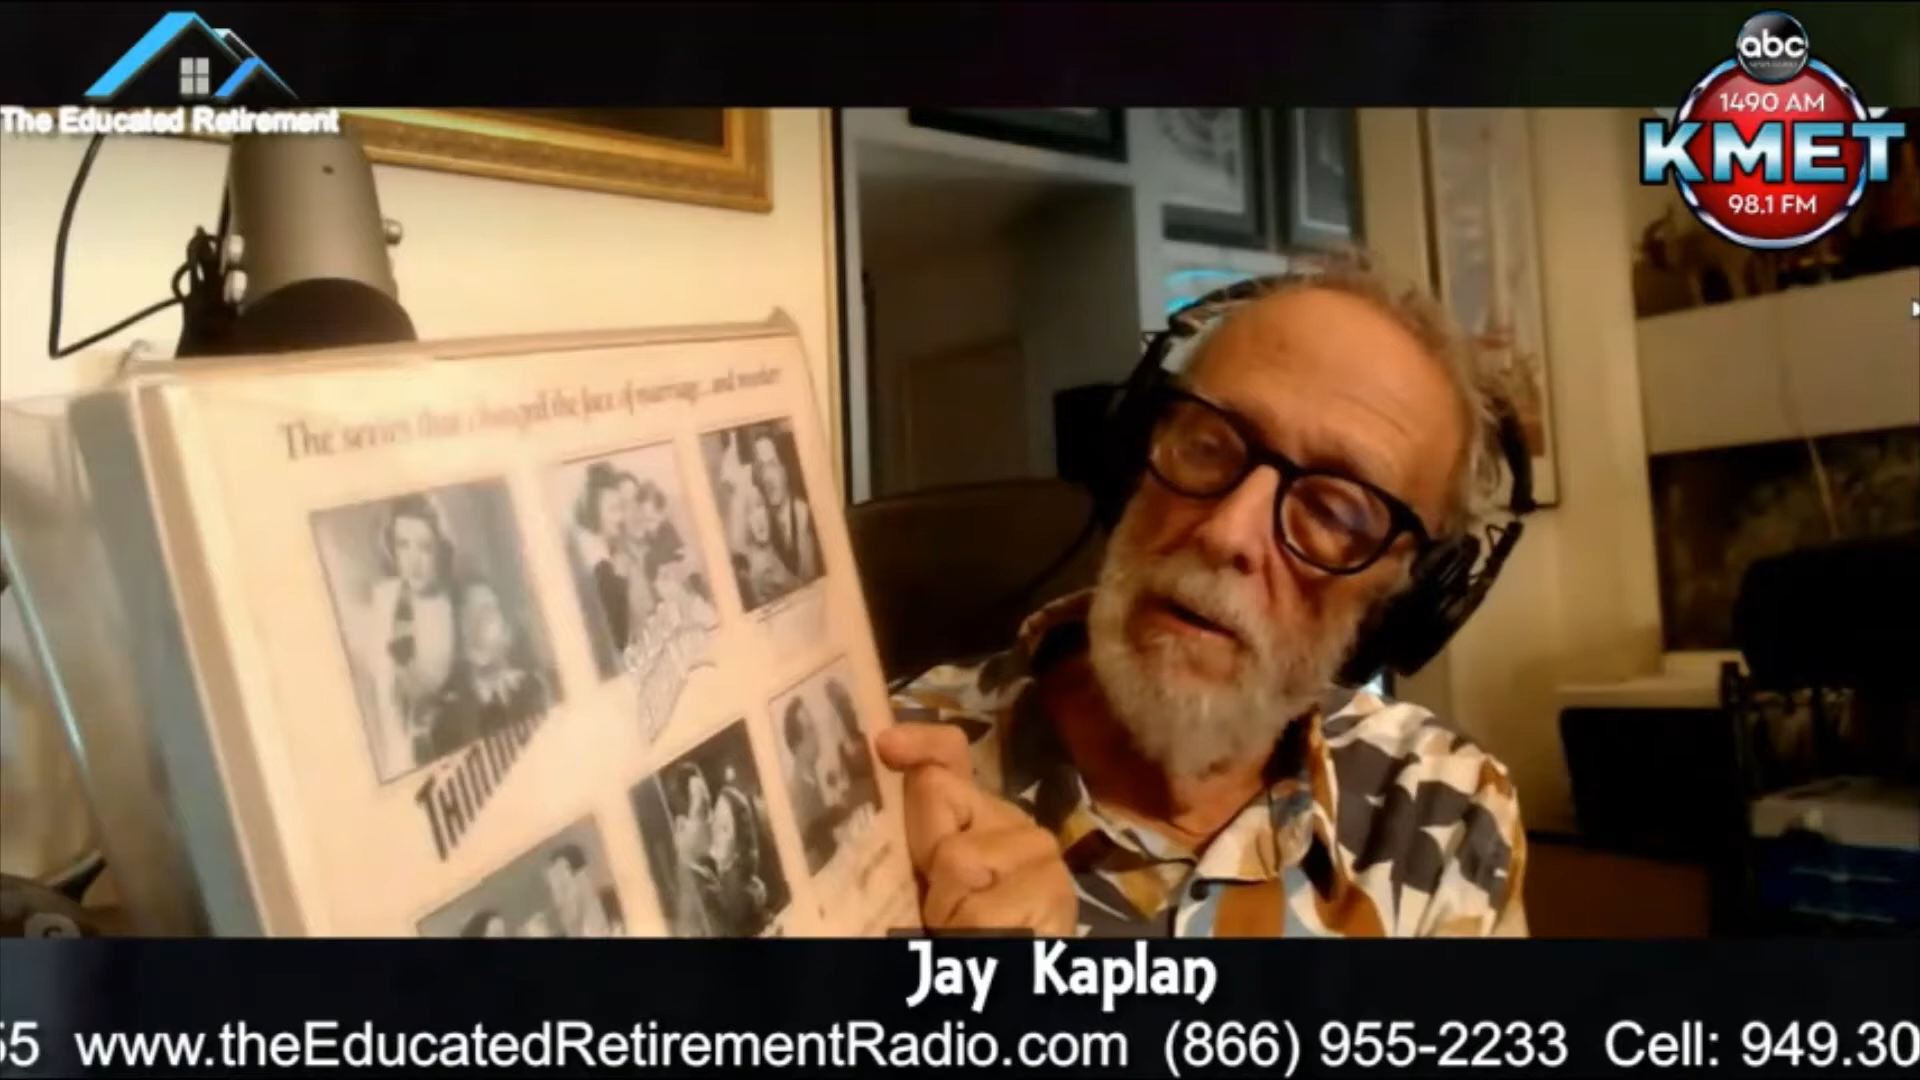 The Educated Retirement
abc
1490 AM
KMET
98.1 FM
The series that changed the face of marriage...and murder
THIN
Jay Kaplan
55 www.theEducatedRetirementRadio.com (866) 955-2233 Cell: 949.30